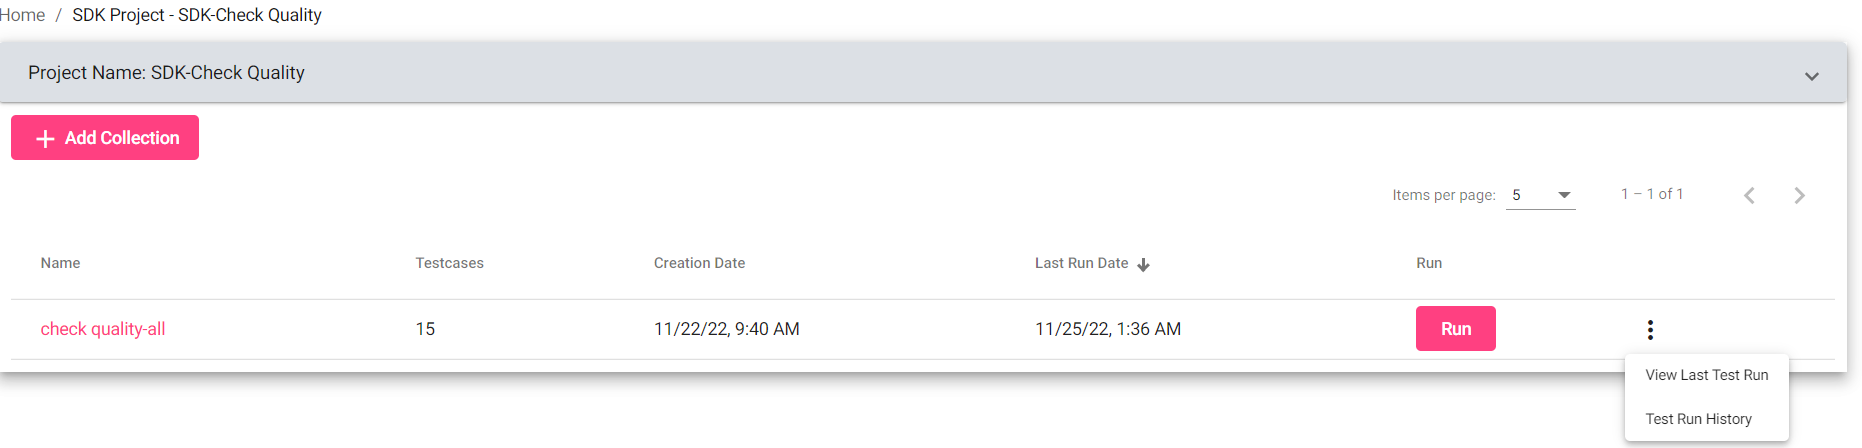 Home / SDK Project - SDK-Check Quality
Project Name: SDK-Check Quality
Add Collection
Items per page: 5 1 – 1 of 1
Name Testcases Creation Date Last Run Date Run
check quality-all 15 11/22/22, 9:40 AM 11/25/22, 1:36 AM Run
View Last Test Run
Test Run History